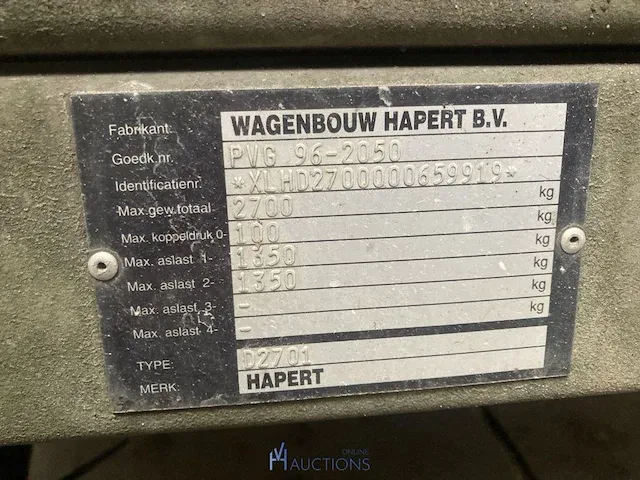 Fabrikant: WAGENBOUW HAPERT B.V.
Goedk.nr. PVG 96-2050
Identificatienr. *XLHD2700000659919*
Max.gew.totaal 2700 kg
Max. koppeldruk 0- 100 kg
Max. aslast 1- 1350 kg
Max. aslast 2- 1350 kg
Max. aslast 3- - kg
Max. aslast 4- - kg
TYPE: D2701
MERK: HAPERT
ONLINE
AUCTIONS